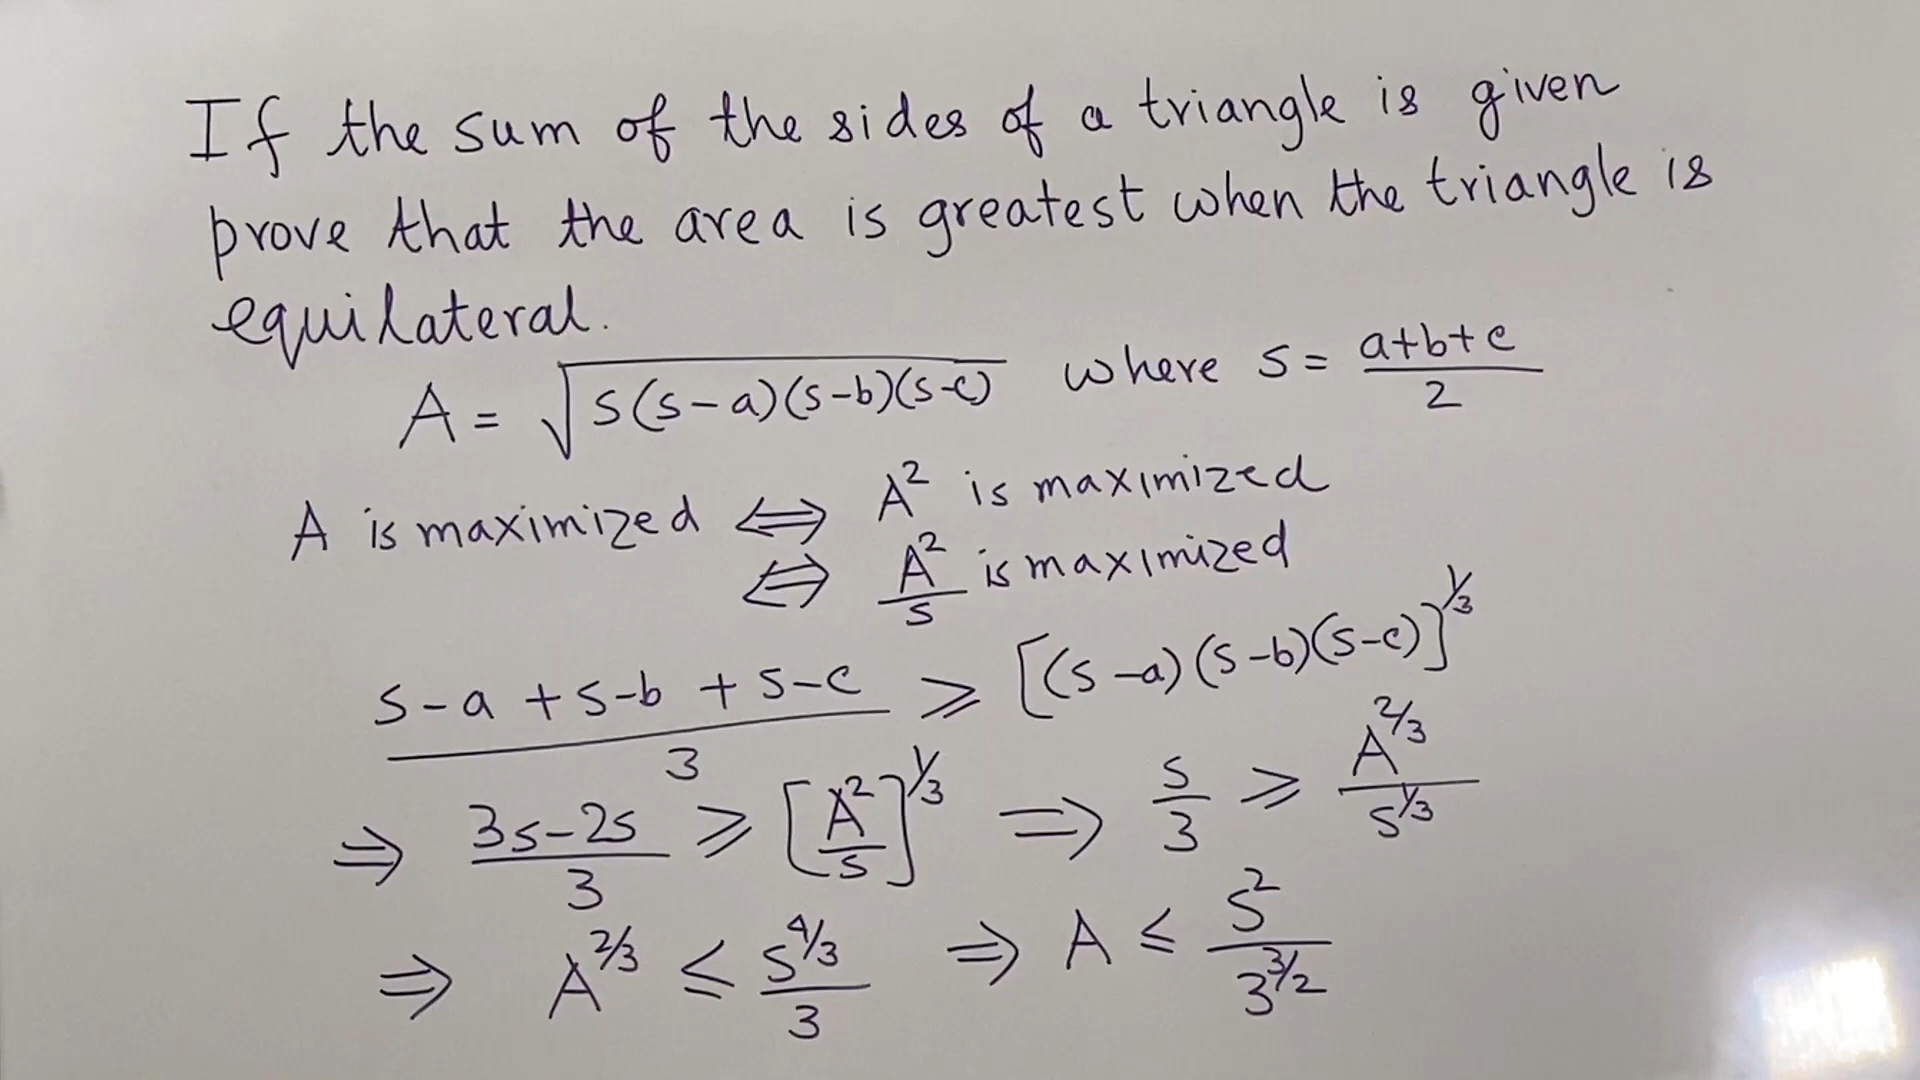 If the sum of the sides of a triangle is given
prove that the area is greatest when the triangle is
equilateral.
A = √s(s-a)(s-b)(s-c) where s = (a+b+c)/2
A is maximized ⟺ A² is maximized
⟺ A²/s is maximized
(s-a + s-b + s-c)/3 ≥ [(s-a)(s-b)(s-c)]^1/3
⇒ (3s-2s)/3 ≥ [A²/s]^1/3 ⇒ s/3 ≥ A^2/3 / s^1/3
⇒ A^2/3 ≤ s^4/3 / 3 ⇒ A ≤ s² / 3^3/2